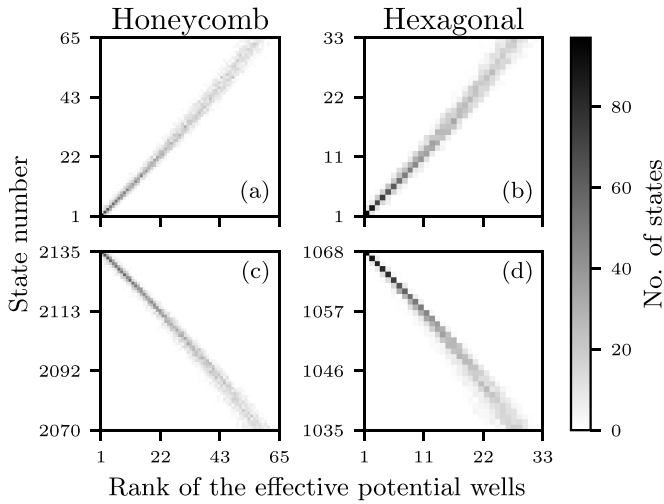 Honeycomb Hexagonal
65 33
43 22
22 11
1 1
(a) (b)
State number
No. of states
80
60
40
20
0
2135 1068
2113 1057
2092 1046
2070 1035
(c) (d)
1 22 43 65 1 11 22 33
Rank of the effective potential wells